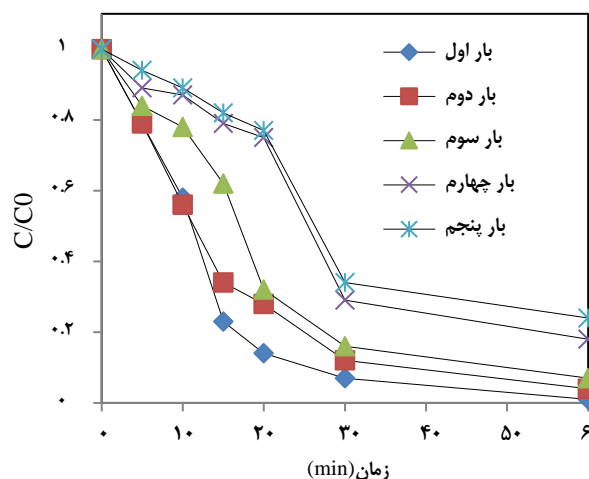 ۱
۰.۸
۰.۶
۰.۴
۰.۲
۰
C/C0
بار اول
بار دوم
بار سوم
بار چهارم
بار پنجم
۰ ۱۰ ۲۰ ۳۰ ۴۰ ۵۰ ۶
زمان(min)